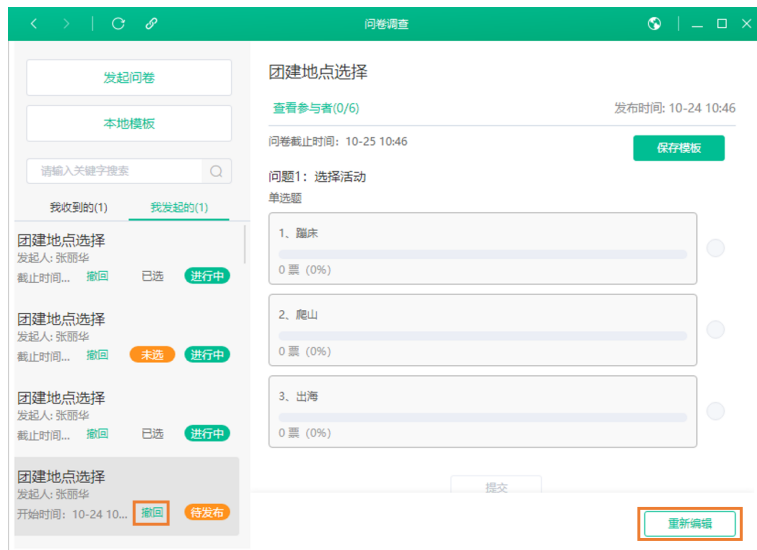 问卷调查
发起问卷
本地模板
请输入关键字搜索
我收到的(1) 我发起的(1)
团建地点选择
发起人: 张丽华
截止时间... 撤回 已选 进行中
团建地点选择
发起人: 张丽华
截止时间... 撤回 未选 进行中
团建地点选择
发起人: 张丽华
截止时间... 撤回 已选 进行中
团建地点选择
发起人: 张丽华
开始时间：10-24 10... 撤回 待发布
团建地点选择
查看参与者(0/6) 发布时间: 10-24 10:46
问卷截止时间：10-25 10:46
保存模板
问题1：选择活动
单选题
1、蹦床
0 票（0%）
2、爬山
0 票（0%）
3、出海
0 票（0%）
提交
重新编辑